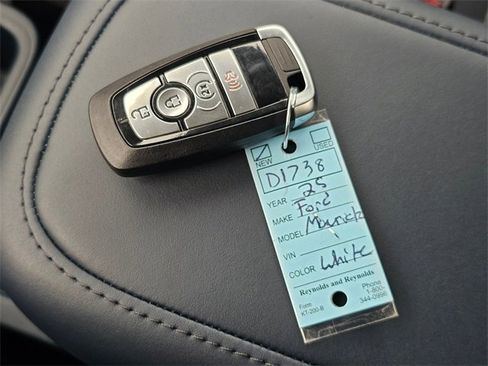 NEW USED
D1738
YEAR 25
MAKE Ford
MODEL Maverick
VIN
COLOR White
Reynolds and Reynolds
Form
KT-200-B
Phone
1-800-
344-0996
2x